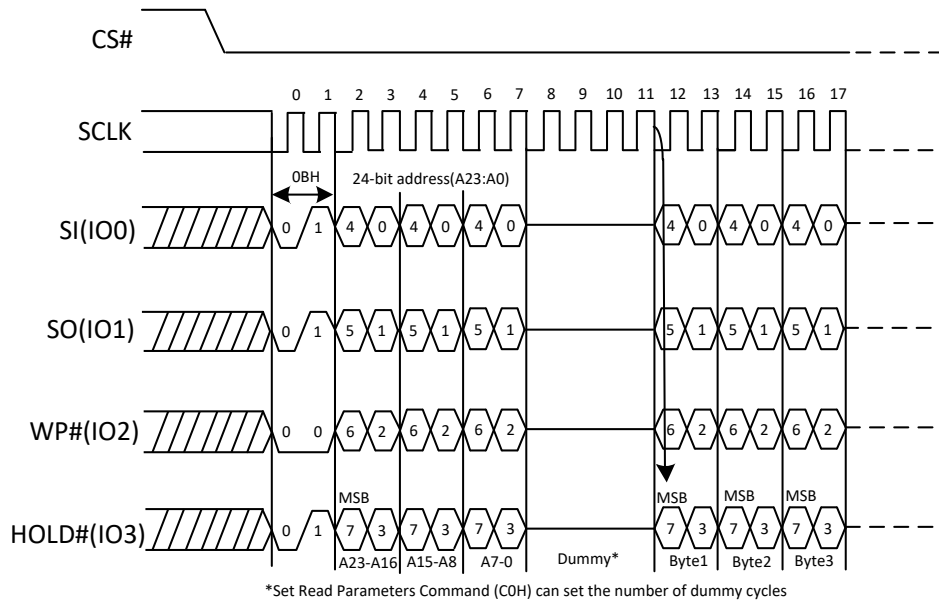 CS#
0 1 2 3 4 5 6 7 8 9 10 11 12 13 14 15 16 17
SCLK
0BH 24-bit address(A23:A0)
SI(IO0) 0 1 4 0 4 0 4 0 4 0 4 0 4 0
SO(IO1) 0 1 5 1 5 1 5 1 5 1 5 1 5 1
WP#(IO2) 0 0 6 2 6 2 6 2 6 2 6 2 6 2
MSB MSB MSB MSB
HOLD#(IO3) 0 1 7 3 7 3 7 3 7 3 7 3 7 3
A23-A16 A15-A8 A7-0 Dummy* Byte1 Byte2 Byte3
*Set Read Parameters Command (C0H) can set the number of dummy cycles